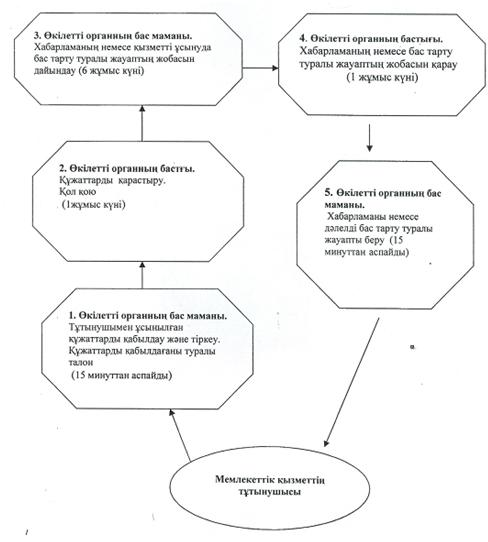 3. Өкілетті органның бас маманы.
Хабарламаның немесе қызметті ұсынуда
бас тарту туралы жауаптың жобасын
дайындау (6 жұмыс күні)
4. Өкілетті органның бастығы.
Хабарламаның немесе бас тарту
туралы жауаптың жобасын қарау
(1 жұмыс күні)
2. Өкілетті органның бастғы.
Құжаттарды қарастыру.
Қол қою
(1жұмыс күні)
5. Өкілетті органның бас
маманы.
Хабарламаны немесе
дәлелді бас тарту туралы
жауапты беру (15
минуттан аспайды)
1. Өкілетті органның бас маманы.
Тұтынушымен ұсынылған
құжаттарды қабылдау және тіркеу.
Құжаттарды қабылдағаны туралы
талон
(15 минуттан аспайды)
Мемлекеттік қызметтің
тұтынушысы